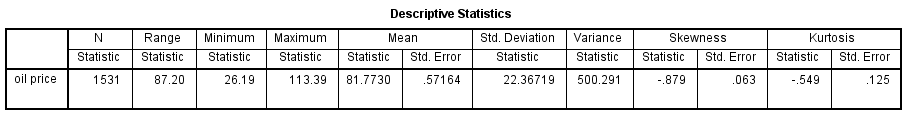 Descriptive Statistics
N Range Minimum Maximum Mean Std. Deviation Variance Skewness Kurtosis
Statistic Statistic Statistic Statistic Statistic Std. Error Statistic Statistic Statistic Std. Error Statistic Std. Error
oil price 1531 87.20 26.19 113.39 81.7730 .57164 22.36719 500.291 -.879 .063 -.549 .125